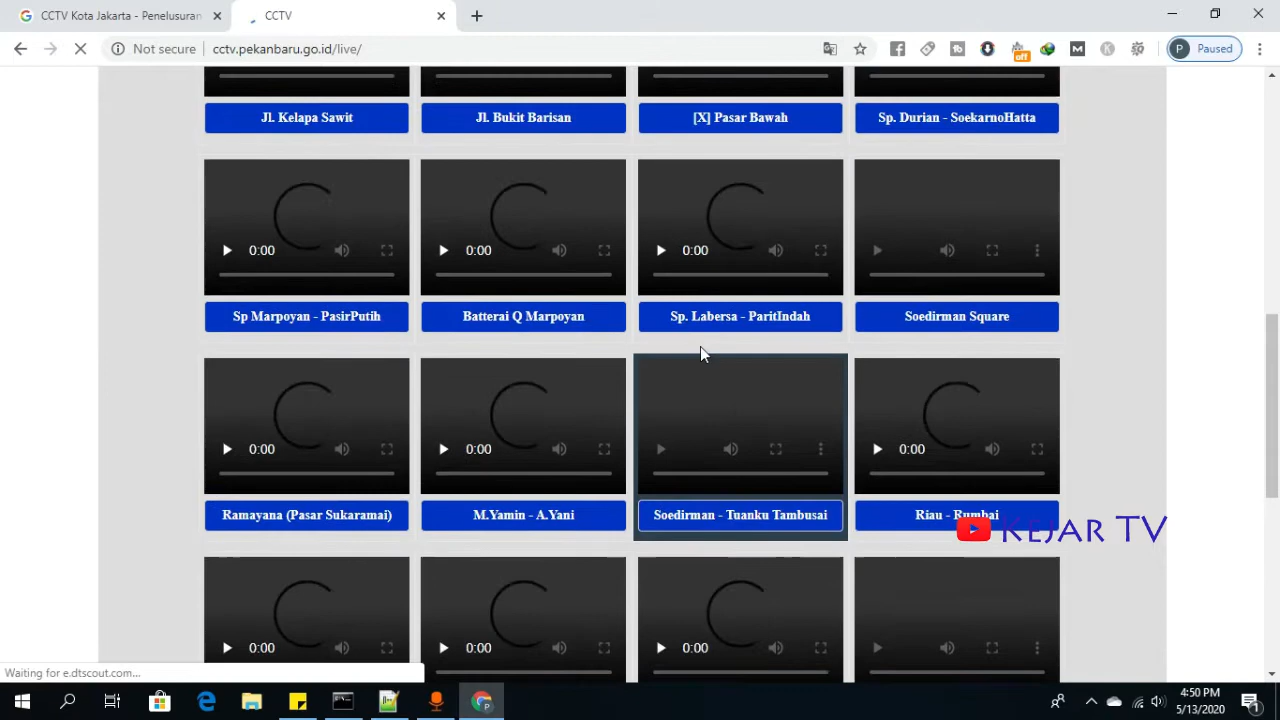 CCTV Kota Jakarta - Penelusuran
CCTV
Not secure
cctv.pekanbaru.go.id/live/
off
P Paused
Jl. Kelapa Sawit
Jl. Bukit Barisan
[X] Pasar Bawah
Sp. Durian - SoekarnoHatta
0:00
0:00
0:00
Sp Marpoyan - PasirPutih
Batterai Q Marpoyan
Sp. Labersa - ParitIndah
Soedirman Square
0:00
0:00
0:00
Ramayana (Pasar Sukaramai)
M.Yamin - A.Yani
Soedirman - Tuanku Tambusai
Riau - Rumbai
KEJAR TV
0:00
0:00
0:00
Waiting for e.dtscout.com...
4:50 PM
5/13/2020
1